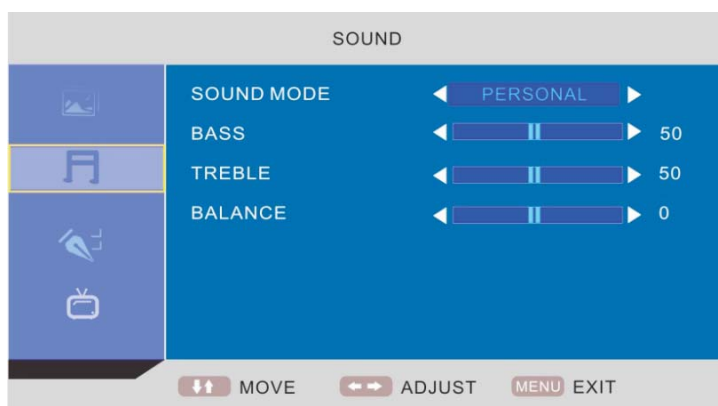 SOUND
SOUND MODE PERSONAL
BASS 50
TREBLE 50
BALANCE 0
MOVE ADJUST MENU EXIT